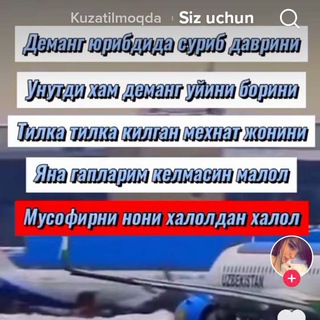 Kuzatilmoqda Siz uchun
Деманг юрибдида суриб даврини
Унутди хам деманг уйини борини
Тилка тилка килган мехнат жонини
Яна гапларим келмасин малол
Мусофирни нони халолдан халол
UZBEKISTAN